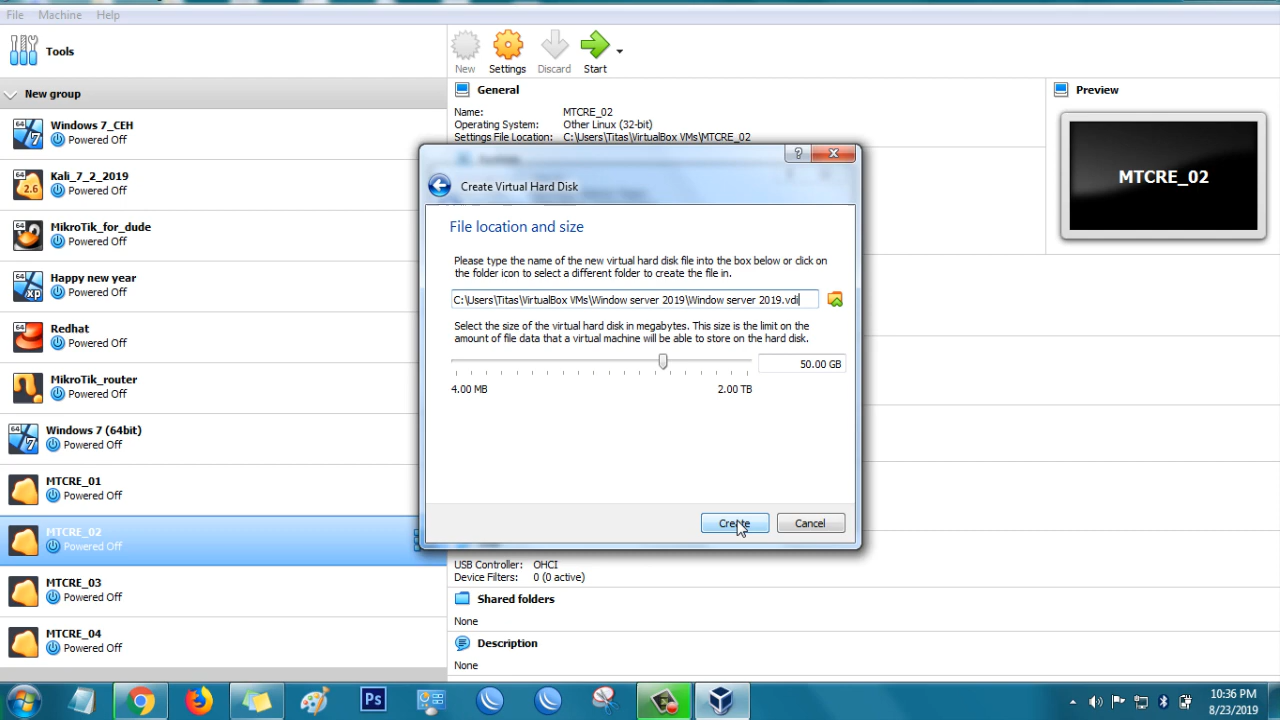 File Machine Help
Tools
New Settings Discard Start
New group
Windows 7_CEH
Powered Off
Kali_7_2_2019
Powered Off
MikroTik_for_dude
Powered Off
Happy new year
Powered Off
Redhat
Powered Off
MikroTik_router
Powered Off
Windows 7 (64bit)
Powered Off
MTCRE_01
Powered Off
MTCRE_02
Powered Off
MTCRE_03
Powered Off
MTCRE_04
Powered Off
General
Name: MTCRE_02
Operating System: Other Linux (32-bit)
Settings File Location: C:\Users\Titas\VirtualBox VMs\MTCRE_02
Preview
MTCRE_02
Create Virtual Hard Disk
File location and size
Please type the name of the new virtual hard disk file into the box below or click on
the folder icon to select a different folder to create the file in.
C:\Users\Titas\VirtualBox VMs\Window server 2019\Window server 2019.vdi
Select the size of the virtual hard disk in megabytes. This size is the limit on the
amount of file data that a virtual machine will be able to store on the hard disk.
50.00 GB
4.00 MB 2.00 TB
Create Cancel
USB Controller: OHCI
Device Filters: 0 (0 active)
Shared folders
None
Description
None
Ps
10:36 PM
8/23/2019